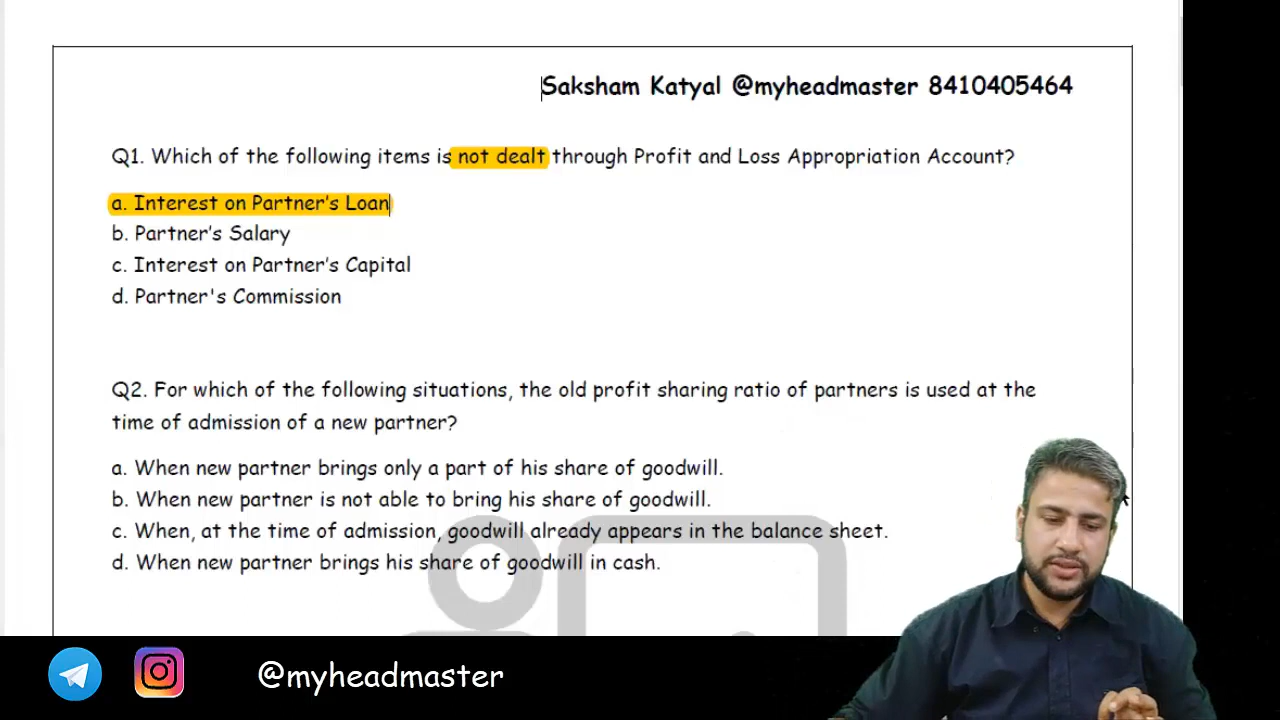 Saksham Katyal @myheadmaster 8410405464
Q1. Which of the following items is not dealt through Profit and Loss Appropriation Account?
a. Interest on Partner’s Loan
b. Partner’s Salary
c. Interest on Partner’s Capital
d. Partner's Commission
Q2. For which of the following situations, the old profit sharing ratio of partners is used at the
time of admission of a new partner?
a. When new partner brings only a part of his share of goodwill.
b. When new partner is not able to bring his share of goodwill.
c. When, at the time of admission, goodwill already appears in the balance sheet.
d. When new partner brings his share of goodwill in cash.
@myheadmaster